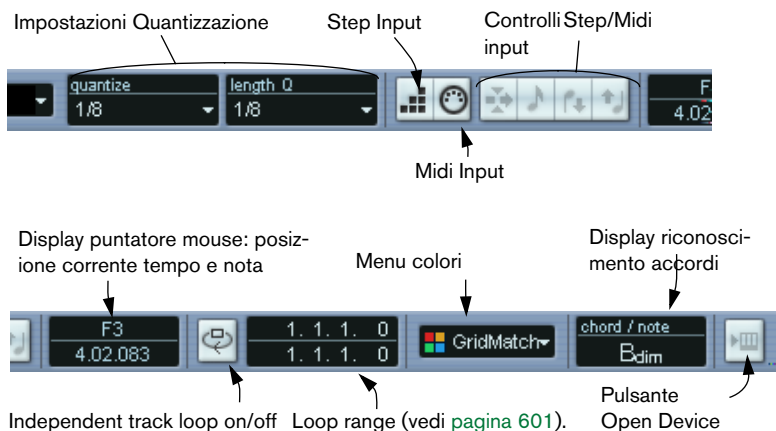 Impostazioni Quantizzazione
Step Input
Controlli Step/Midi
input
quantize
length Q
1/8
1/8
F
4.02
Midi Input
Display puntatore mouse: posiz-
ione corrente tempo e nota
Menu colori
Display riconosci-
mento accordi
F3
4.02.083
1. 1. 1. 0
1. 1. 1. 0
GridMatch
chord / note
Bdim
Independent track loop on/off
Loop range (vedi pagina 601).
Pulsante
Open Device